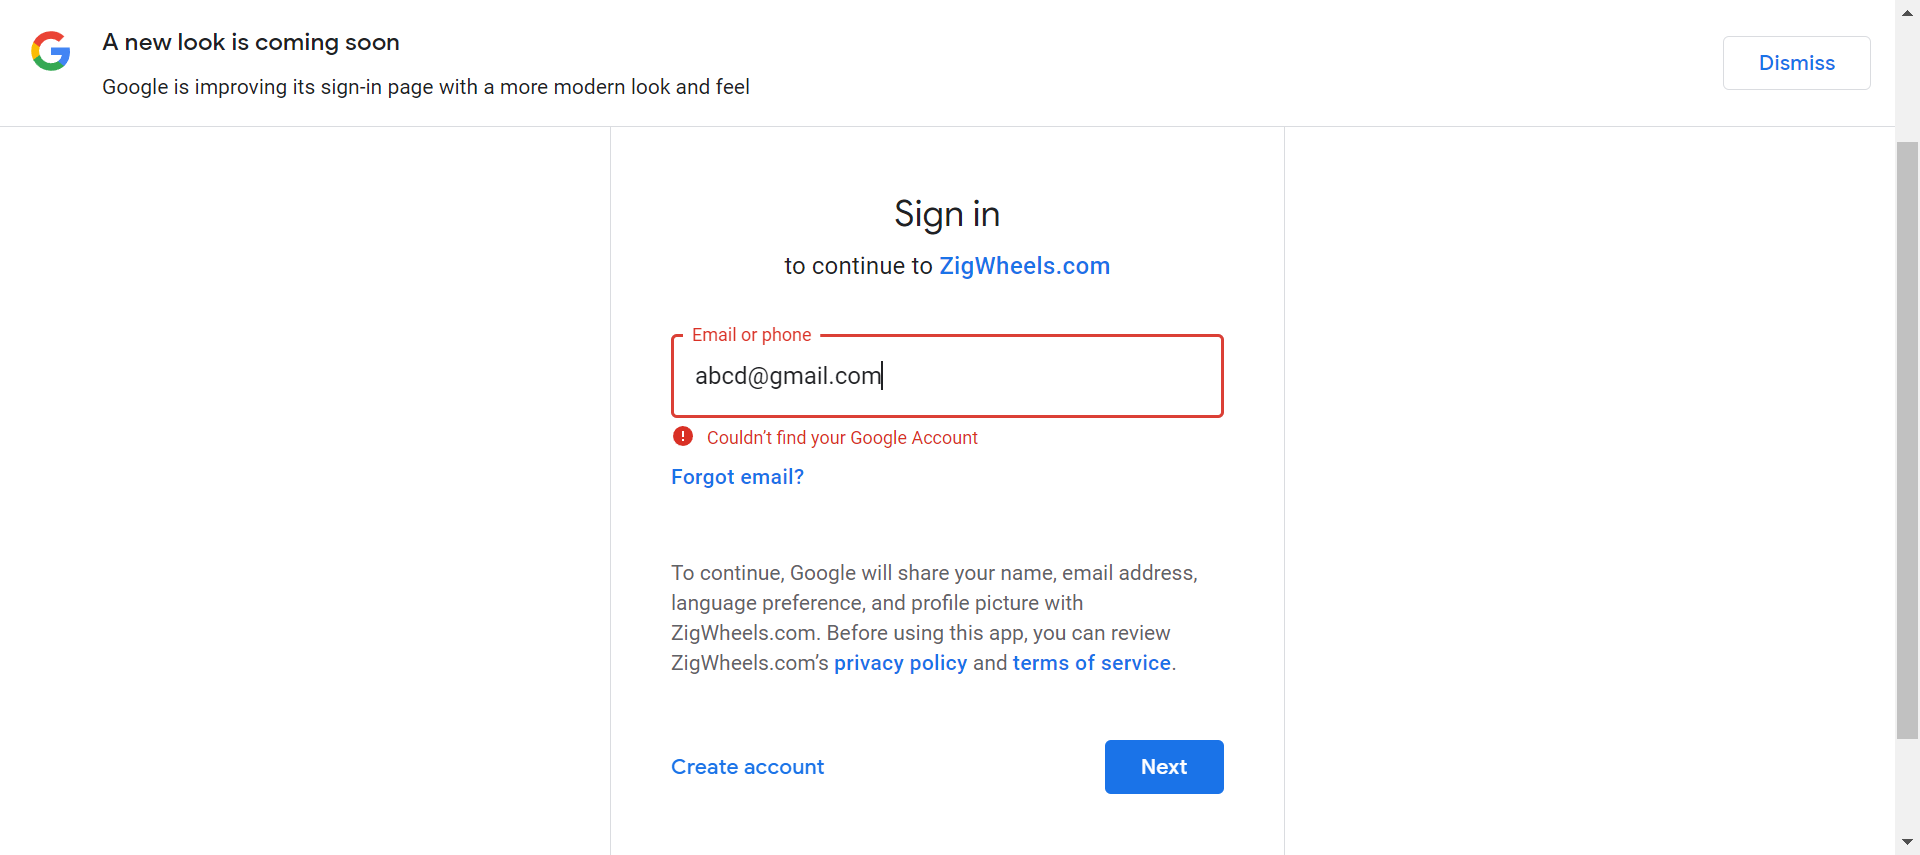 A new look is coming soon
Google is improving its sign-in page with a more modern look and feel
Dismiss
Sign in
to continue to ZigWheels.com
Email or phone
abcd@gmail.com
Couldn’t find your Google Account
Forgot email?
To continue, Google will share your name, email address,
language preference, and profile picture with
ZigWheels.com. Before using this app, you can review
ZigWheels.com’s privacy policy and terms of service.
Create account
Next